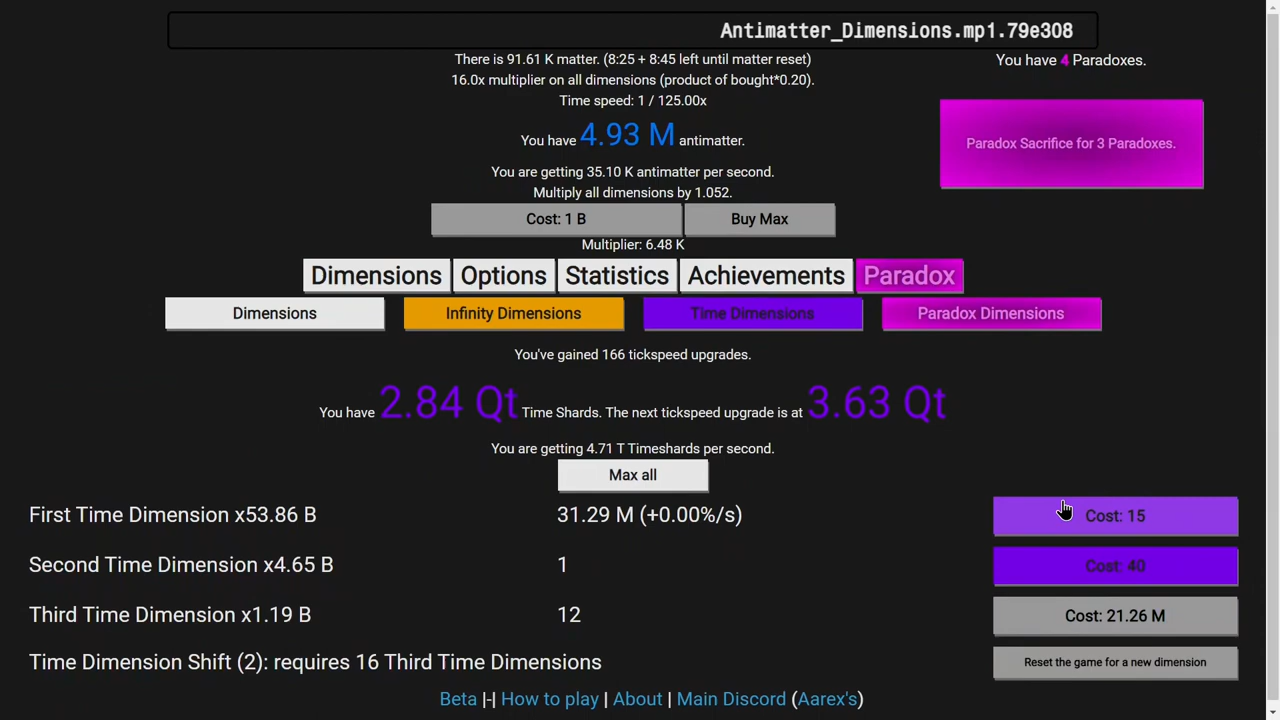 Antimatter_Dimensions.mp1.79e308
There is 91.61 K matter. (8:25 + 8:45 left until matter reset)
You have 4 Paradoxes.
16.0x multiplier on all dimensions (product of bought*0.20).
Time speed: 1 / 125.00x
You have 4.93 M antimatter.
Paradox Sacrifice for 3 Paradoxes.
You are getting 35.10 K antimatter per second.
Multiply all dimensions by 1.052.
Cost: 1 B
Buy Max
Multiplier: 6.48 K
Dimensions
Options
Statistics
Achievements
Paradox
Dimensions
Infinity Dimensions
Time Dimensions
Paradox Dimensions
You've gained 166 tickspeed upgrades.
You have 2.84 Qt Time Shards. The next tickspeed upgrade is at 3.63 Qt
You are getting 4.71 T Timeshards per second.
Max all
First Time Dimension x53.86 B
31.29 M (+0.00%/s)
Cost: 15
Second Time Dimension x4.65 B
1
Cost: 40
Third Time Dimension x1.19 B
12
Cost: 21.26 M
Time Dimension Shift (2): requires 16 Third Time Dimensions
Reset the game for a new dimension
Beta |-| How to play | About | Main Discord (Aarex's)